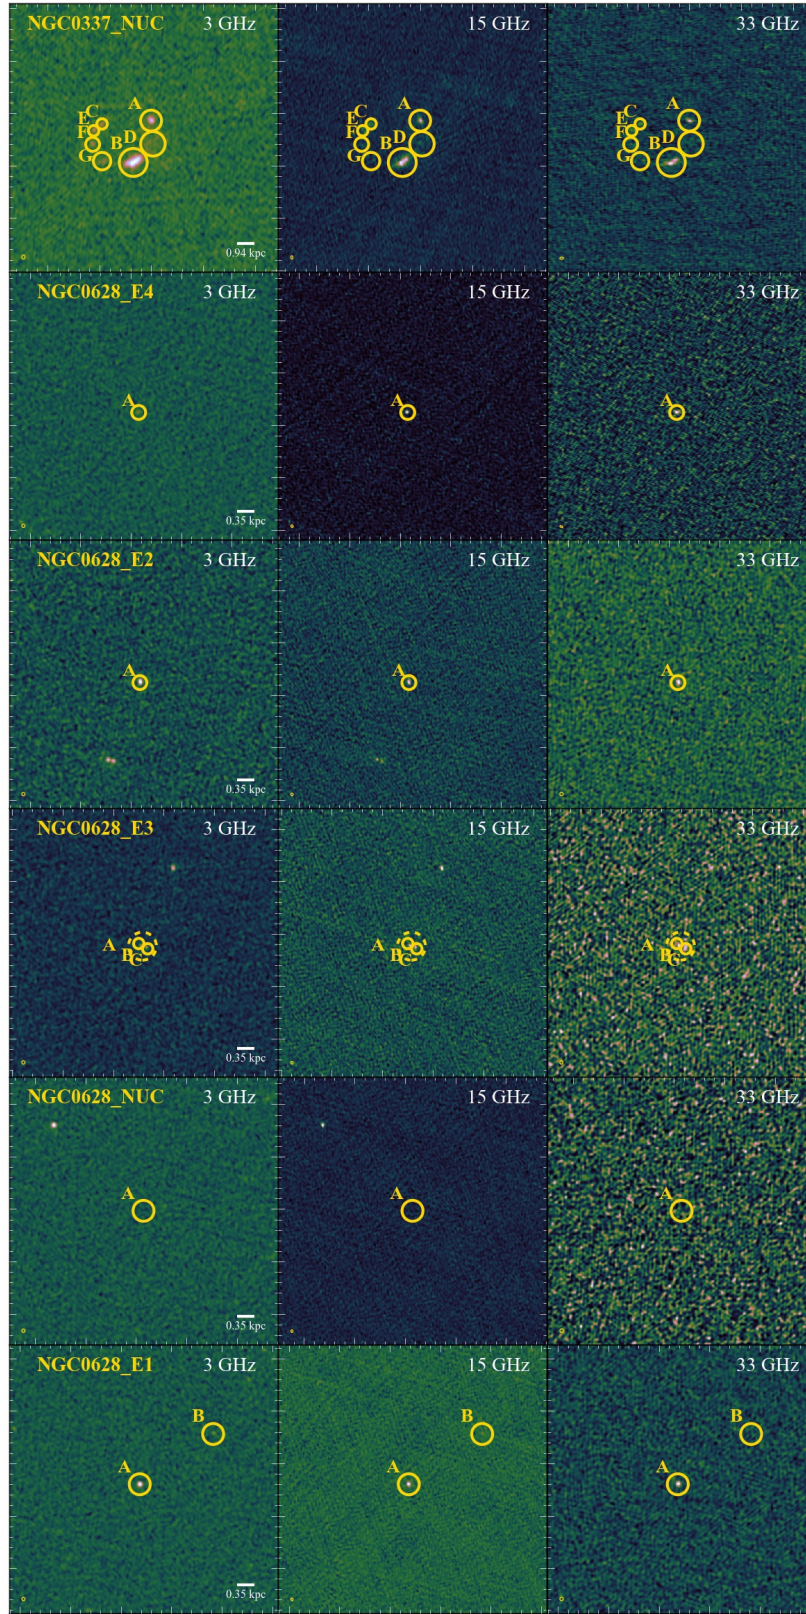 NGC0337_NUC 3 GHz 15 GHz 33 GHz
A A A
C C C
E E E
F B D F B D F B D
G G G
0.94 kpc
NGC0628_E4 3 GHz 15 GHz 33 GHz
A A A
0.35 kpc
NGC0628_E2 3 GHz 15 GHz 33 GHz
A A A
0.35 kpc
NGC0628_E3 3 GHz 15 GHz 33 GHz
A A A
B B B
C C C
0.35 kpc
NGC0628_NUC 3 GHz 15 GHz 33 GHz
A A A
0.35 kpc
NGC0628_E1 3 GHz 15 GHz 33 GHz
B B B
A A A
0.35 kpc